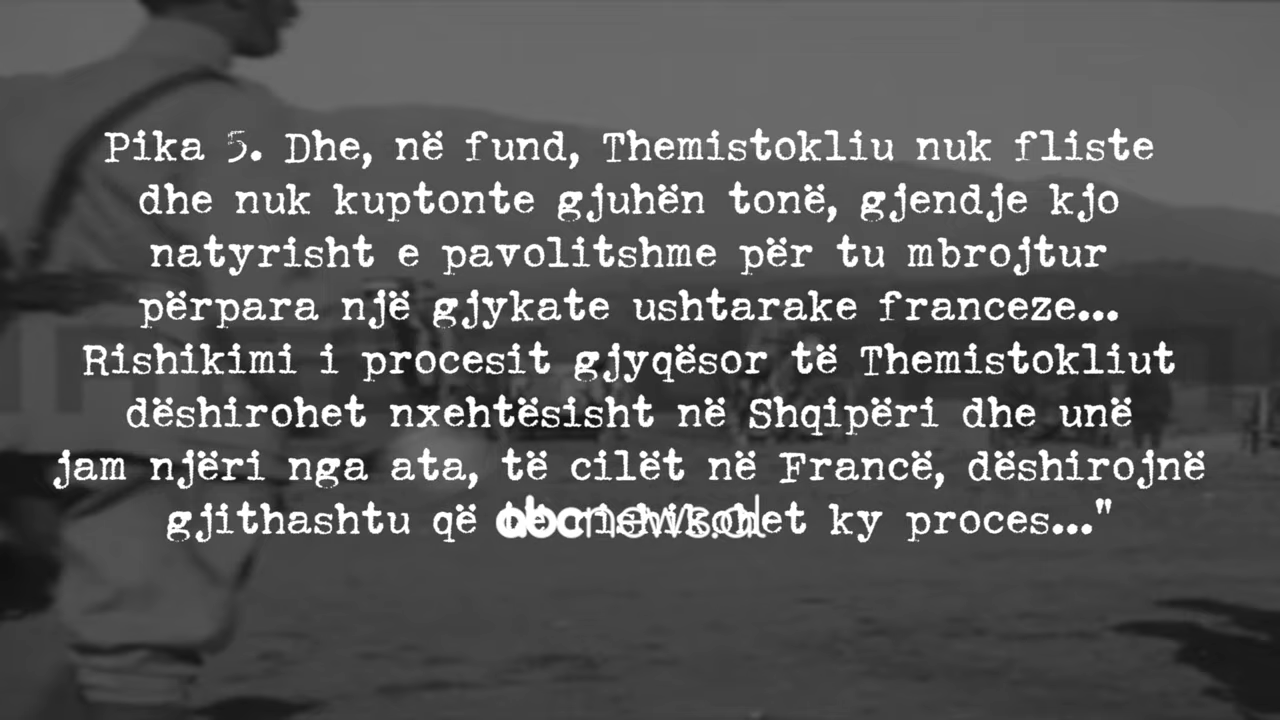 Pika 5. Dhe, në fund, Themistokliu nuk fliste
dhe nuk kuptonte gjuhën tonë, gjendje kjo
natyrisht e pavolitshme për tu mbrojtur
përpara një gjykate ushtarake franceze...
Rishikimi i procesit gjyqësor të Themistokliut
dëshirohet nxehtësisht në Shqipëri dhe unë
jam njëri nga ata, të cilët në Francë, dëshirojnë
gjithashtu që të rishikohet ky proces..."
abcnews.al